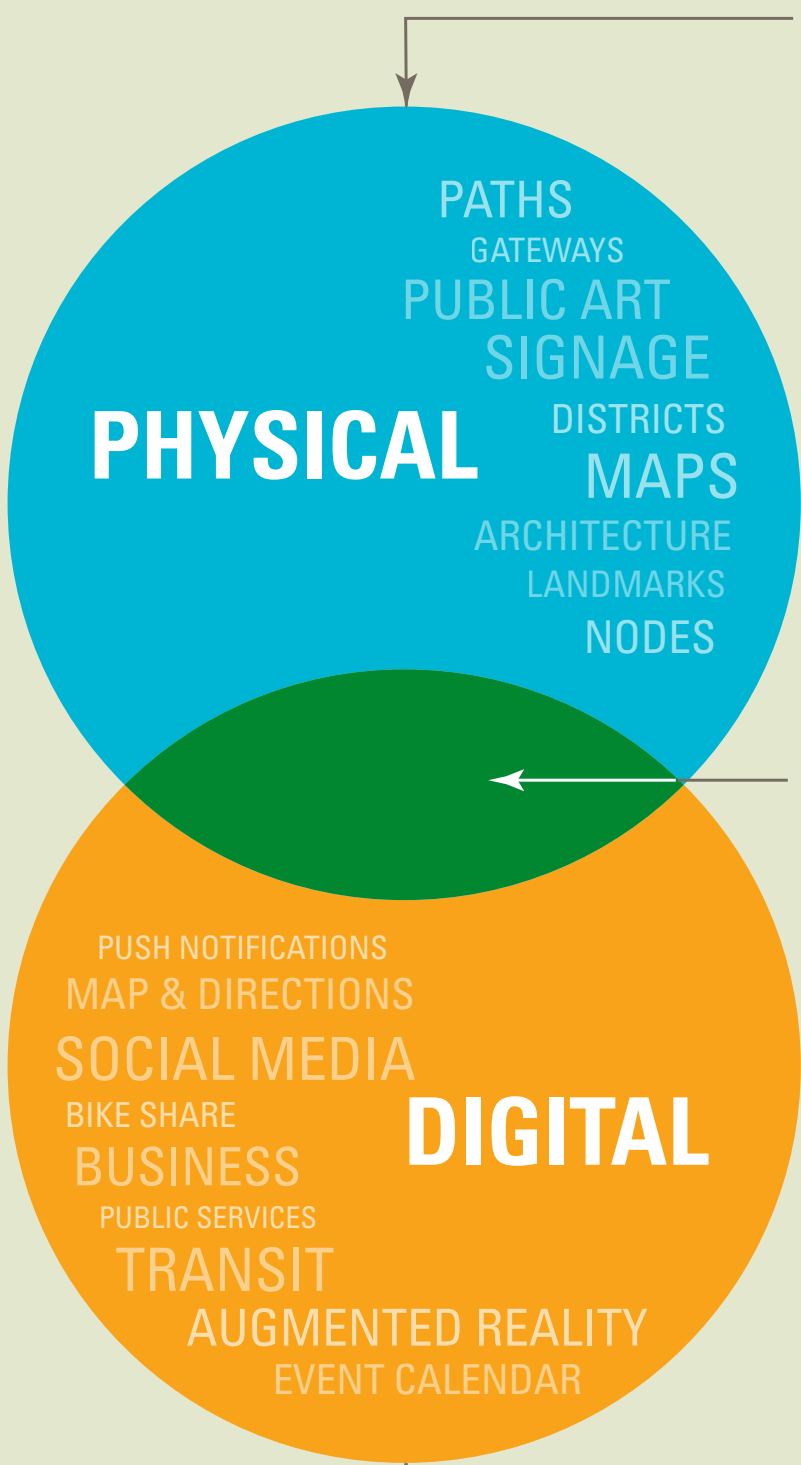 PATHS
GATEWAYS
PUBLIC ART
SIGNAGE
DISTRICTS
PHYSICAL
MAPS
ARCHITECTURE
LANDMARKS
NODES
PUSH NOTIFICATIONS
MAP & DIRECTIONS
SOCIAL MEDIA
BIKE SHARE
DIGITAL
BUSINESS
PUBLIC SERVICES
TRANSIT
AUGMENTED REALITY
EVENT CALENDAR